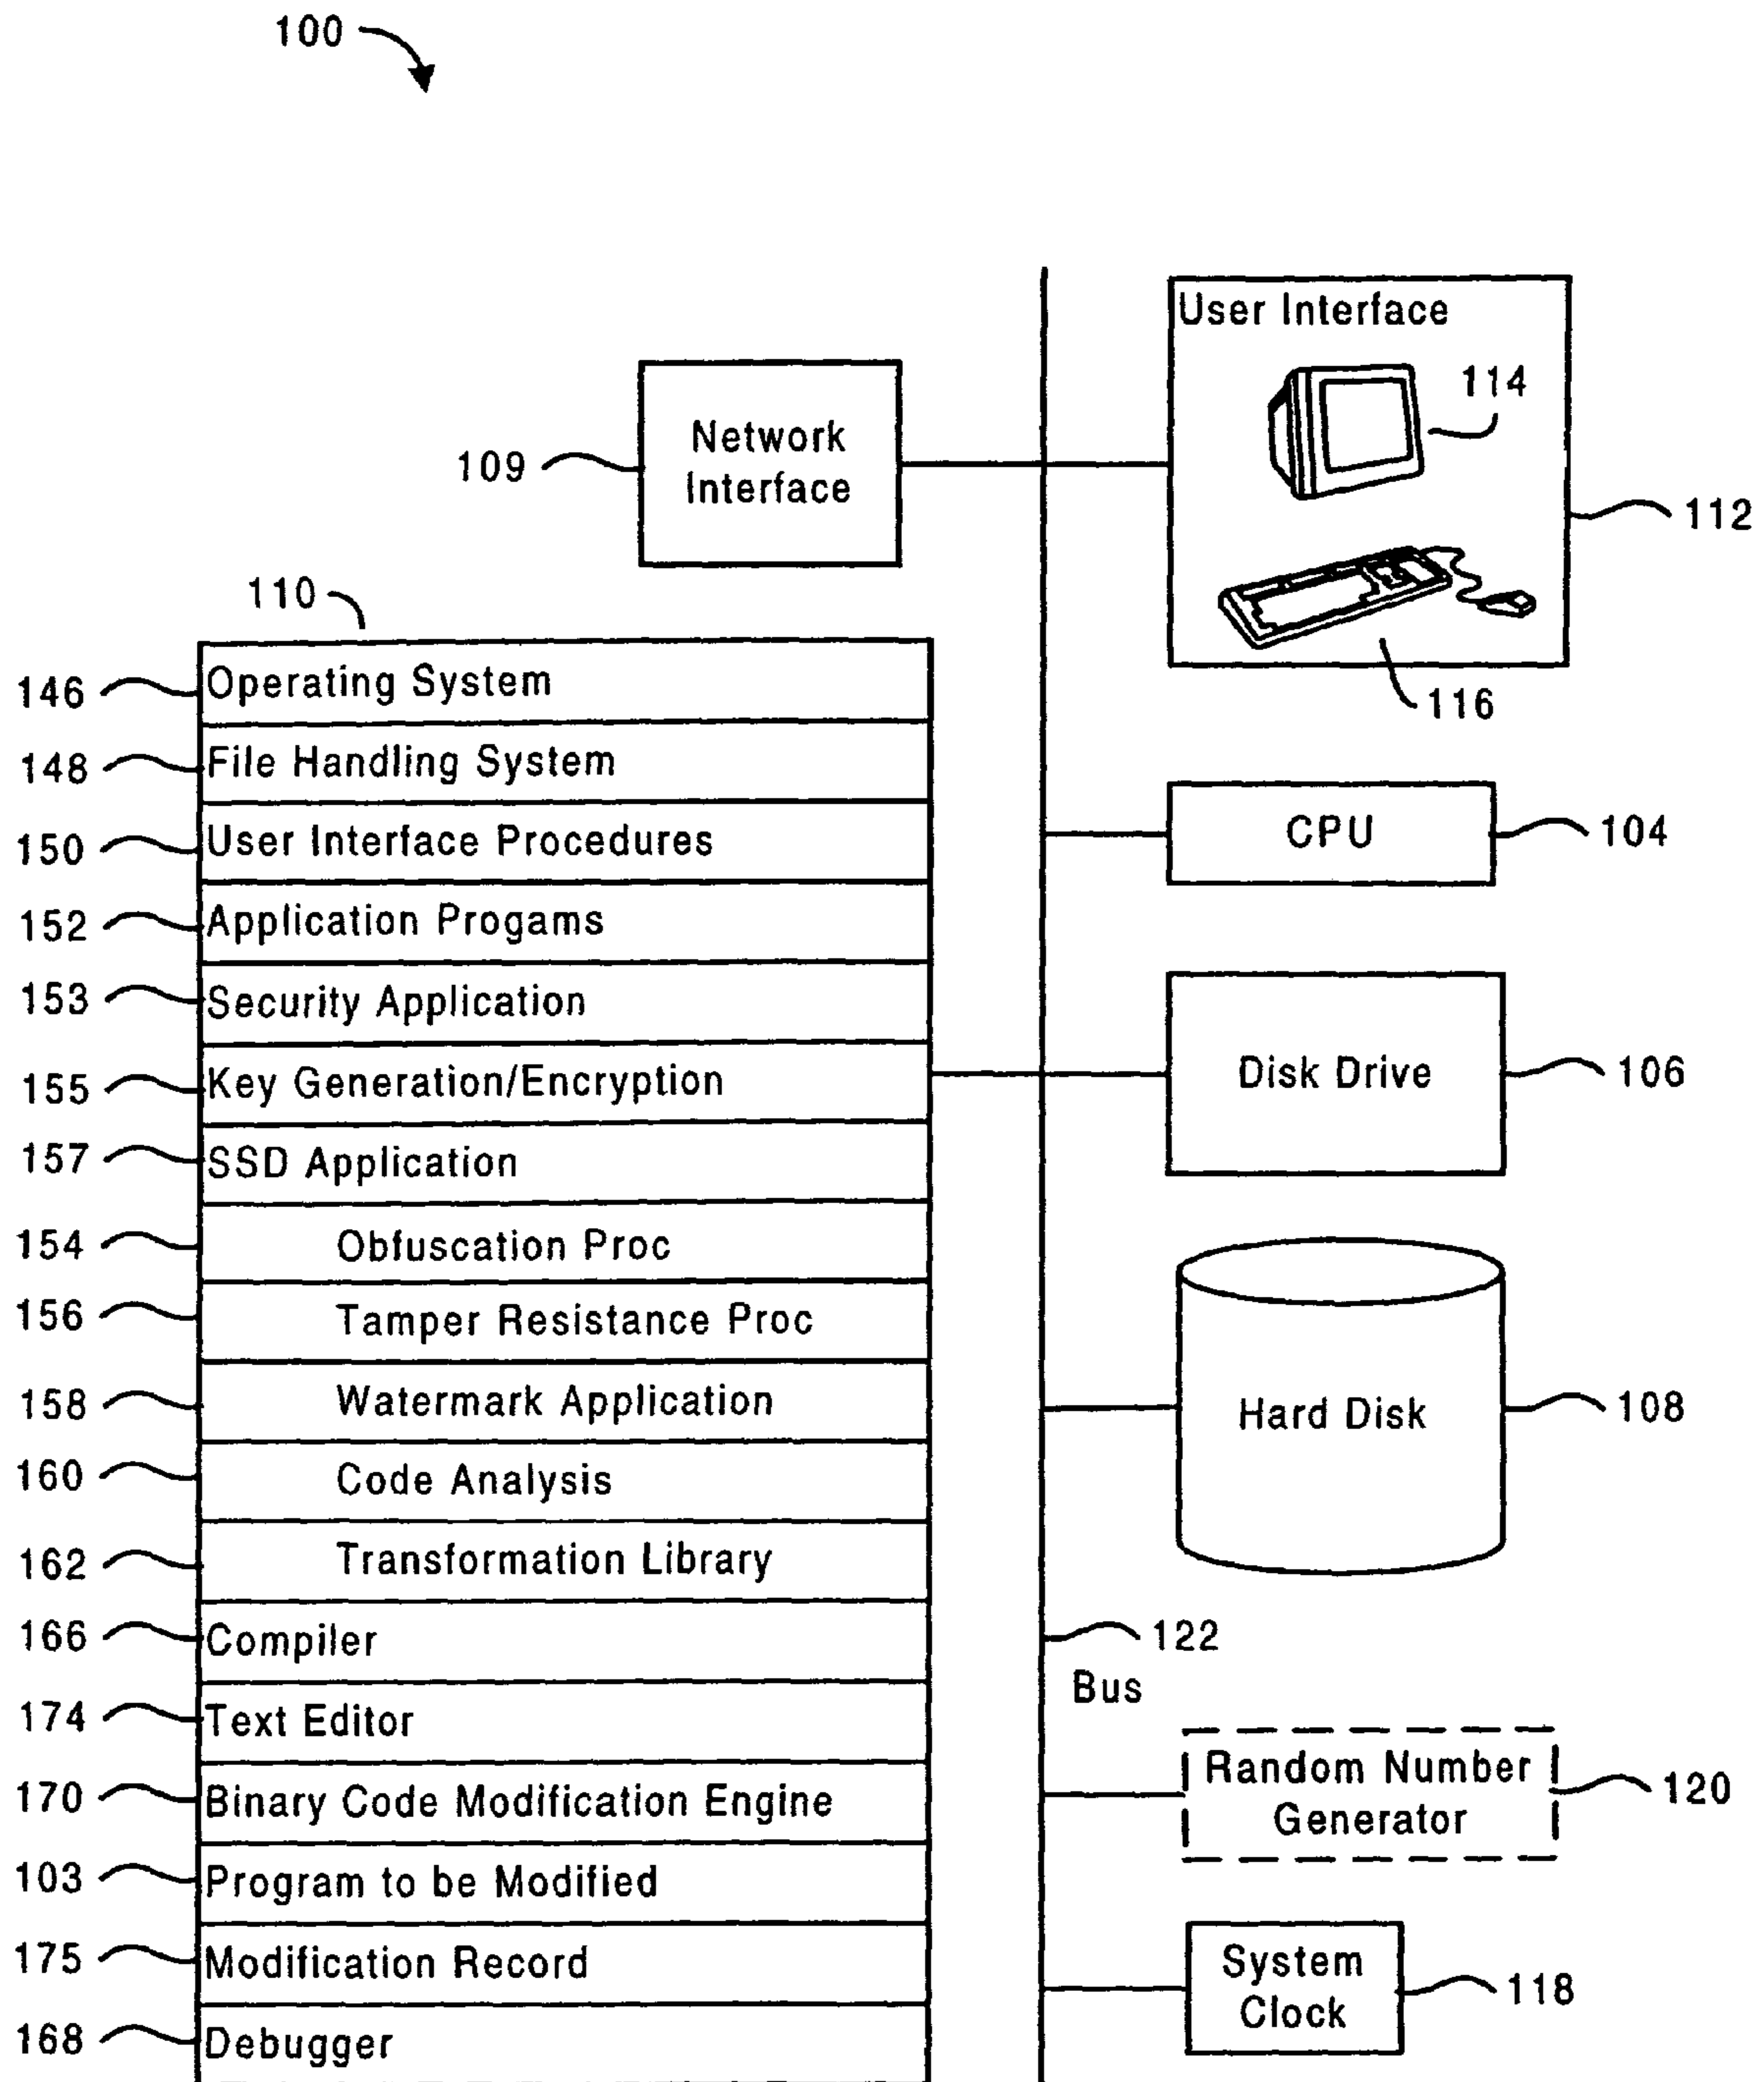 100
User Interface
114
Network
Interface
109
112
110
116
146 Operating System
148 File Handling System
150 User Interface Procedures
152 Application Progams
153 Security Application
155 Key Generation/Encryption
157 SSD Application
154 Obfuscation Proc
156 Tamper Resistance Proc
158 Watermark Application
160 Code Analysis
162 Transformation Library
166 Compiler
174 Text Editor
170 Binary Code Modification Engine
103 Program to be Modified
175 Modification Record
168 Debugger
CPU 104
Disk Drive 106
Hard Disk 108
122
Bus
Random Number
Generator
120
System
Clock
118